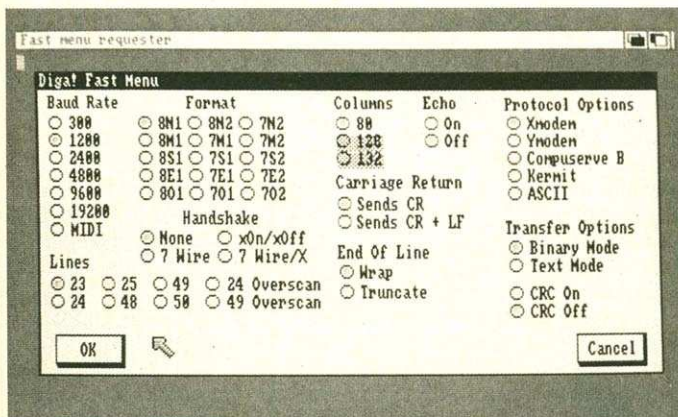 Fast menu requester
Diga! Fast Menu
Baud Rate
300
1200
2400
4800
9600
19200
MIDI
Format
8N1 8N2 7N2
8M1 7M1 7M2
8S1 7S1 7S2
8E1 7E1 7E2
8O1 7O1 7O2
Handshake
None xOn/xOff
7 Wire 7 Wire/X
Lines
23 25 49 24 Overscan
24 48 50 49 Overscan
Columns
80
128
132
Echo
On
Off
Carriage Return
Sends CR
Sends CR + LF
End Of Line
Wrap
Truncate
Protocol Options
Xmodem
Ymodem
Compuserve B
Kermit
ASCII
Transfer Options
Binary Mode
Text Mode
CRC On
CRC Off
OK
Cancel